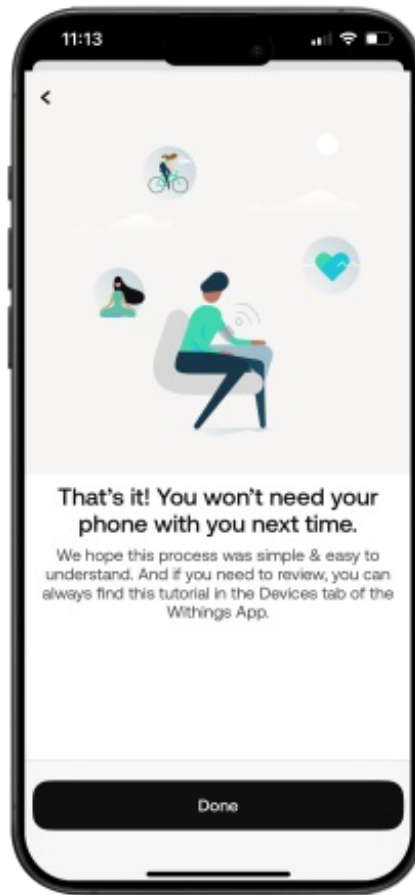 11:13
That's it! You won't need your
phone with you next time.
We hope this process was simple & easy to
understand. And if you need to review, you can
always find this tutorial in the Devices tab of the
Withings App.
Done